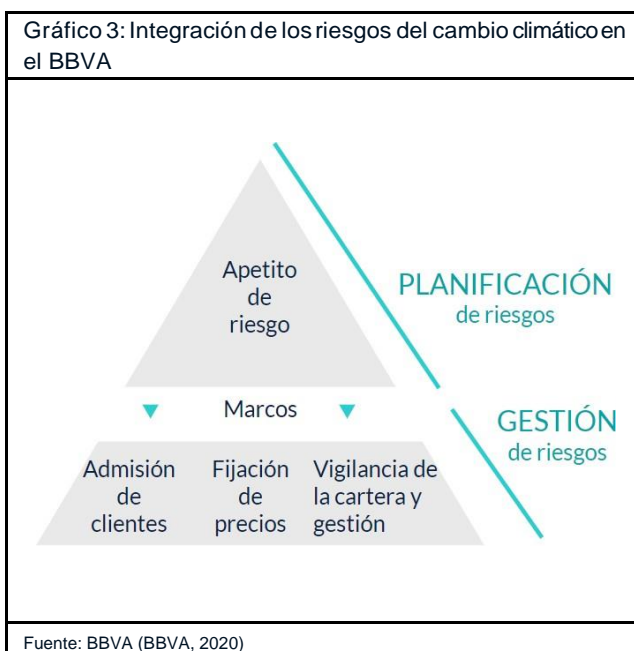 Gráfico 3: Integración de los riesgos del cambio climático en
el BBVA
Apetito
de
riesgo
PLANIFICACIÓN
de riesgos
Marcos
GESTIÓN
de riesgos
Admisión
de
clientes
Fijación
de
precios
Vigilancia de
la cartera y
gestión
Fuente: BBVA (BBVA, 2020)